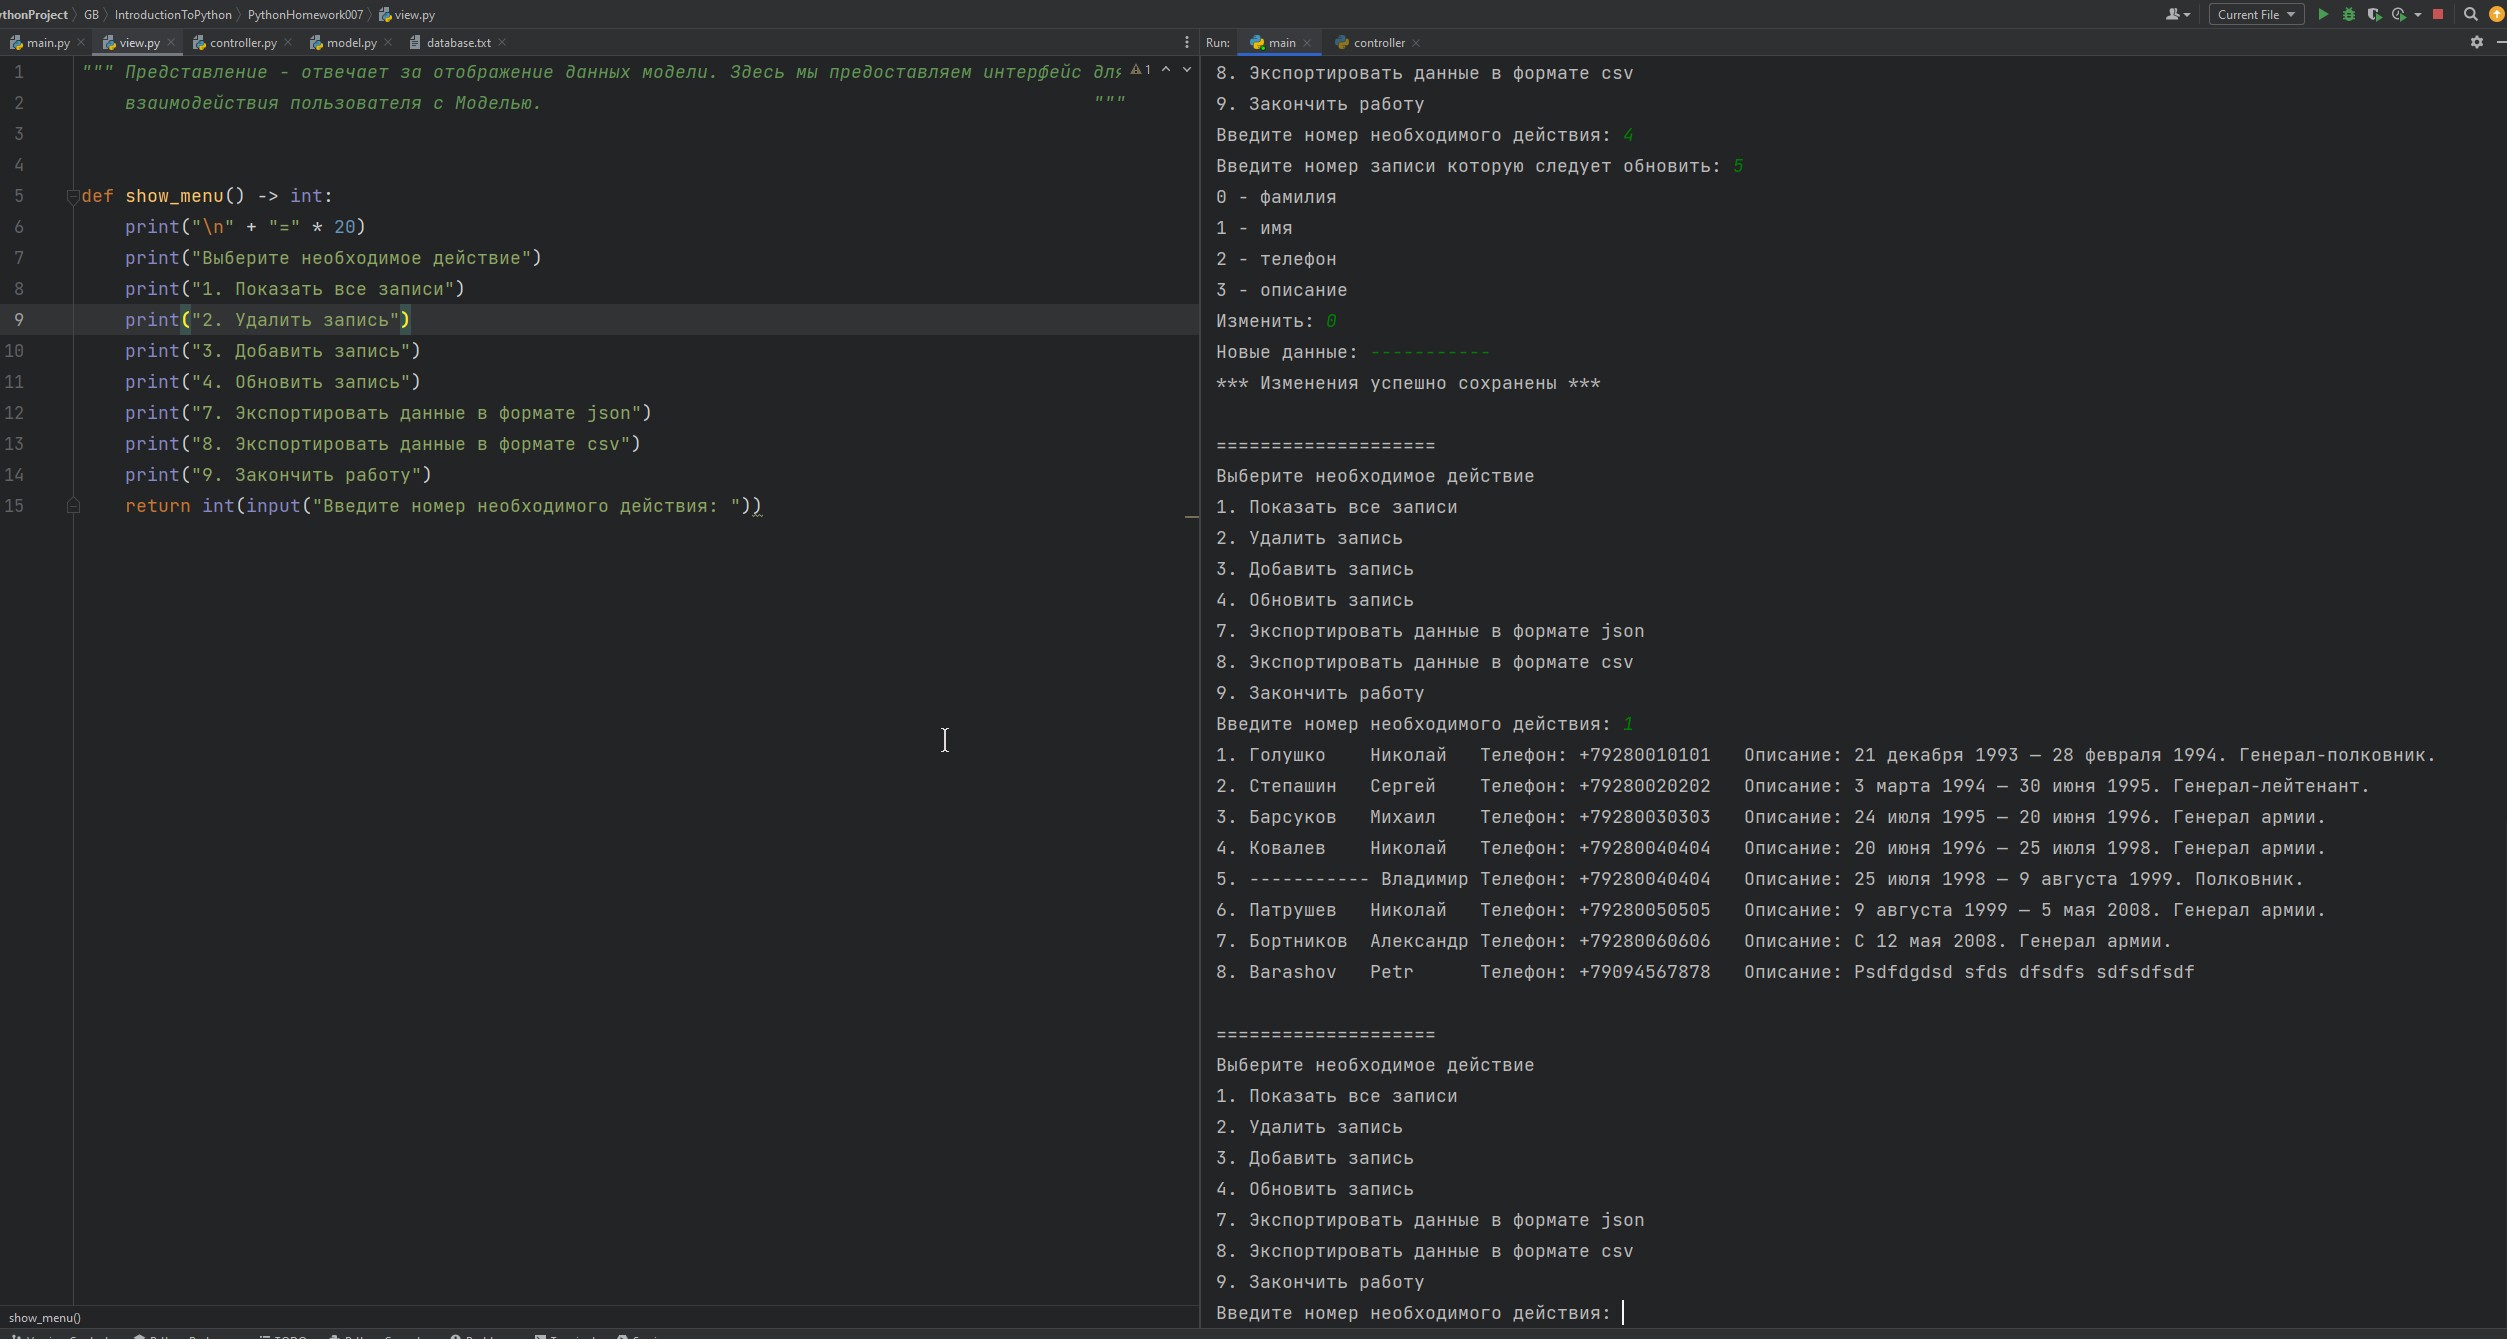 thonProject GB IntroductionToPython PythonHomework007 view.py Current File
main.py view.py controller.py model.py database.txt
1 """ Представление - отвечает за отображение данных модели. Здесь мы предоставляем интерфейс для 1
2 взаимодействия пользователя с Моделью. """
3
4
5 def show_menu() -> int:
6 print("\n" + "=" * 20)
7 print("Выберите необходимое действие")
8 print("1. Показать все записи")
9 print("2. Удалить запись")
10 print("3. Добавить запись")
11 print("4. Обновить запись")
12 print("7. Экспортировать данные в формате json")
13 print("8. Экспортировать данные в формате csv")
14 print("9. Закончить работу")
15 return int(input("Введите номер необходимого действия: "))
show_menu()
Run: main controller
8. Экспортировать данные в формате csv
9. Закончить работу
Введите номер необходимого действия: 4
Введите номер записи которую следует обновить: 5
0 - фамилия
1 - имя
2 - телефон
3 - описание
Изменить: 0
Новые данные: -----------
*** Изменения успешно сохранены ***
====================
Выберите необходимое действие
1. Показать все записи
2. Удалить запись
3. Добавить запись
4. Обновить запись
7. Экспортировать данные в формате json
8. Экспортировать данные в формате csv
9. Закончить работу
Введите номер необходимого действия: 1
1. Голушко Николай Телефон: +79280010101 Описание: 21 декабря 1993 — 28 февраля 1994. Генерал-полковник.
2. Степашин Сергей Телефон: +79280020202 Описание: 3 марта 1994 — 30 июня 1995. Генерал-лейтенант.
3. Барсуков Михаил Телефон: +79280030303 Описание: 24 июля 1995 — 20 июня 1996. Генерал армии.
4. Ковалев Николай Телефон: +79280040404 Описание: 20 июня 1996 — 25 июля 1998. Генерал армии.
5. ----------- Владимир Телефон: +79280040404 Описание: 25 июля 1998 — 9 августа 1999. Полковник.
6. Патрушев Николай Телефон: +79280050505 Описание: 9 августа 1999 — 5 мая 2008. Генерал армии.
7. Бортников Александр Телефон: +79280060606 Описание: С 12 мая 2008. Генерал армии.
8. Barashov Petr Телефон: +79094567878 Описание: Psdfdgdsd sfds dfsdfs sdfsdfsdf
====================
Выберите необходимое действие
1. Показать все записи
2. Удалить запись
3. Добавить запись
4. Обновить запись
7. Экспортировать данные в формате json
8. Экспортировать данные в формате csv
9. Закончить работу
Введите номер необходимого действия: